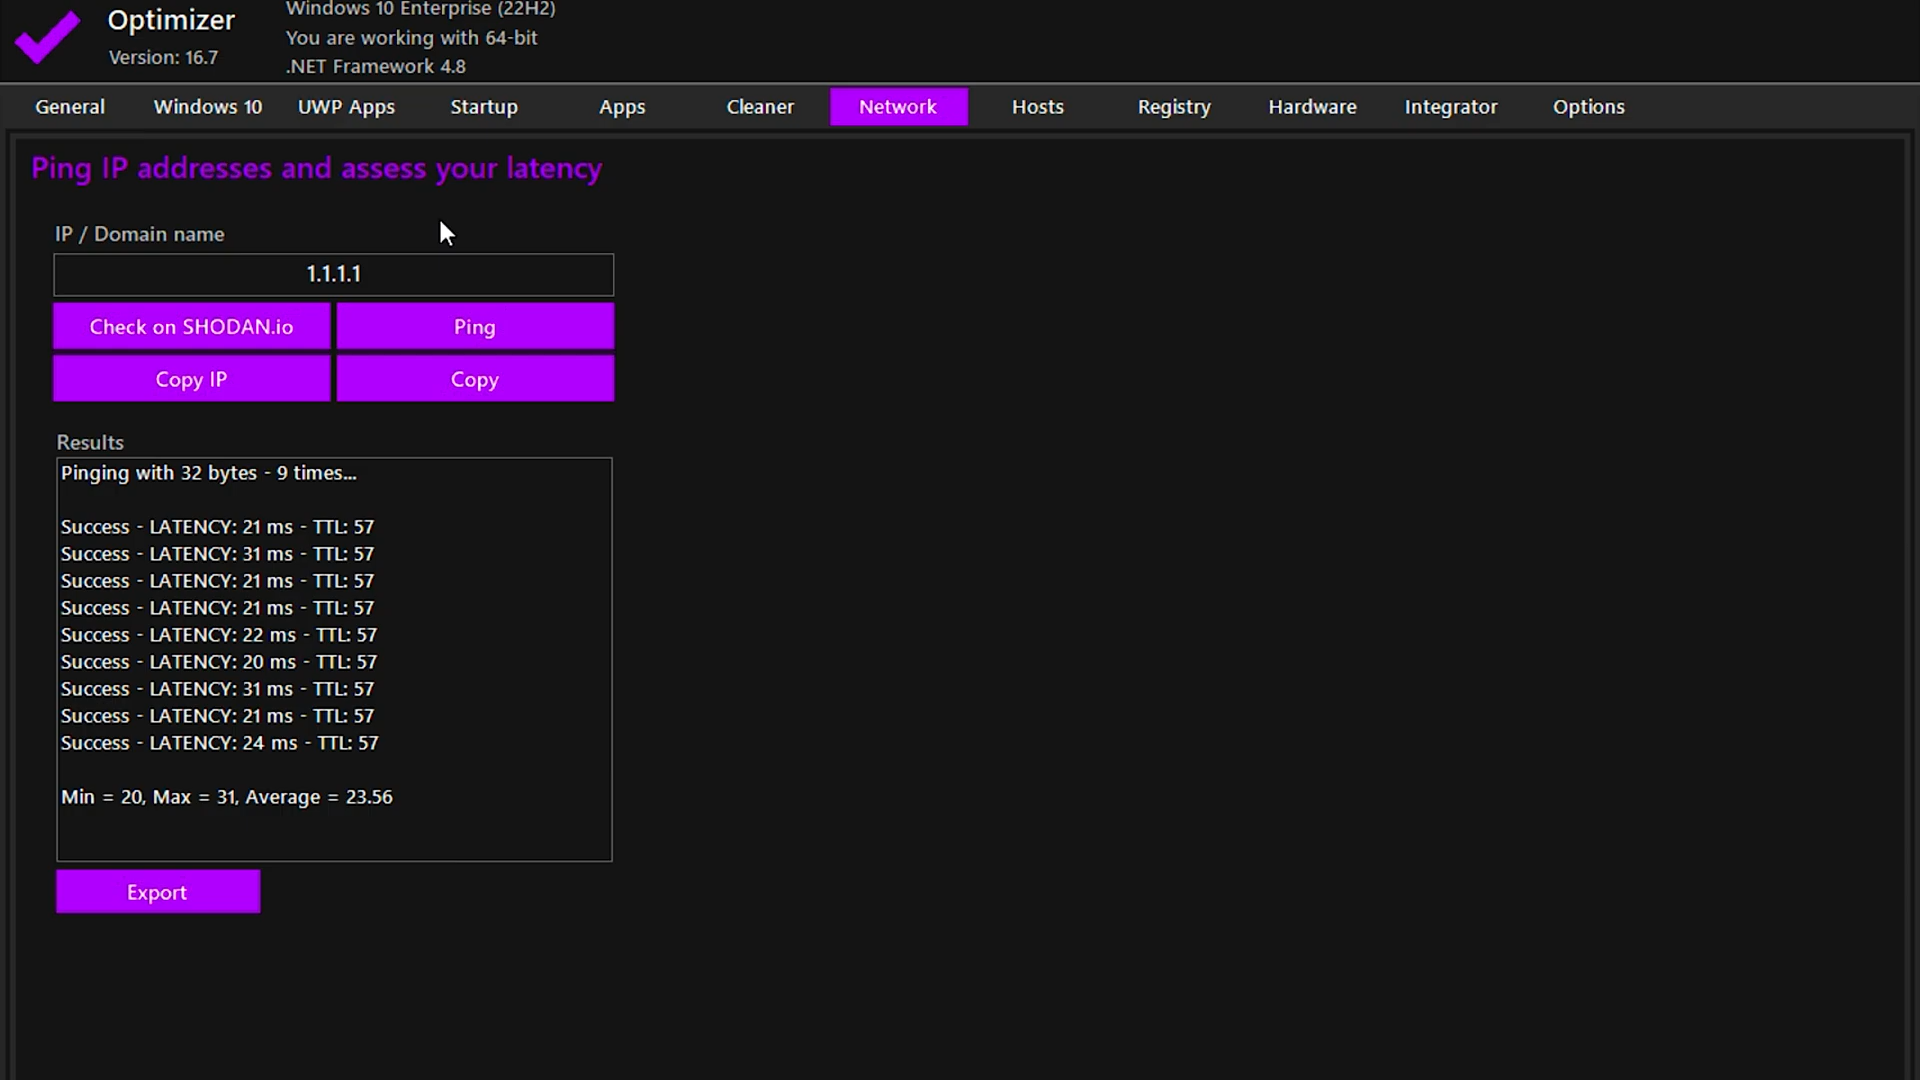 Optimizer
Version: 16.7
Windows 10 Enterprise (22H2)
You are working with 64-bit
.NET Framework 4.8
General Windows 10 UWP Apps Startup Apps Cleaner Network Hosts Registry Hardware Integrator Options
Ping IP addresses and assess your latency
IP / Domain name
1.1.1.1
Check on SHODAN.io Ping
Copy IP Copy
Results
Pinging with 32 bytes - 9 times...
Success - LATENCY: 21 ms - TTL: 57
Success - LATENCY: 31 ms - TTL: 57
Success - LATENCY: 21 ms - TTL: 57
Success - LATENCY: 21 ms - TTL: 57
Success - LATENCY: 22 ms - TTL: 57
Success - LATENCY: 20 ms - TTL: 57
Success - LATENCY: 31 ms - TTL: 57
Success - LATENCY: 21 ms - TTL: 57
Success - LATENCY: 24 ms - TTL: 57
Min = 20, Max = 31, Average = 23.56
Export